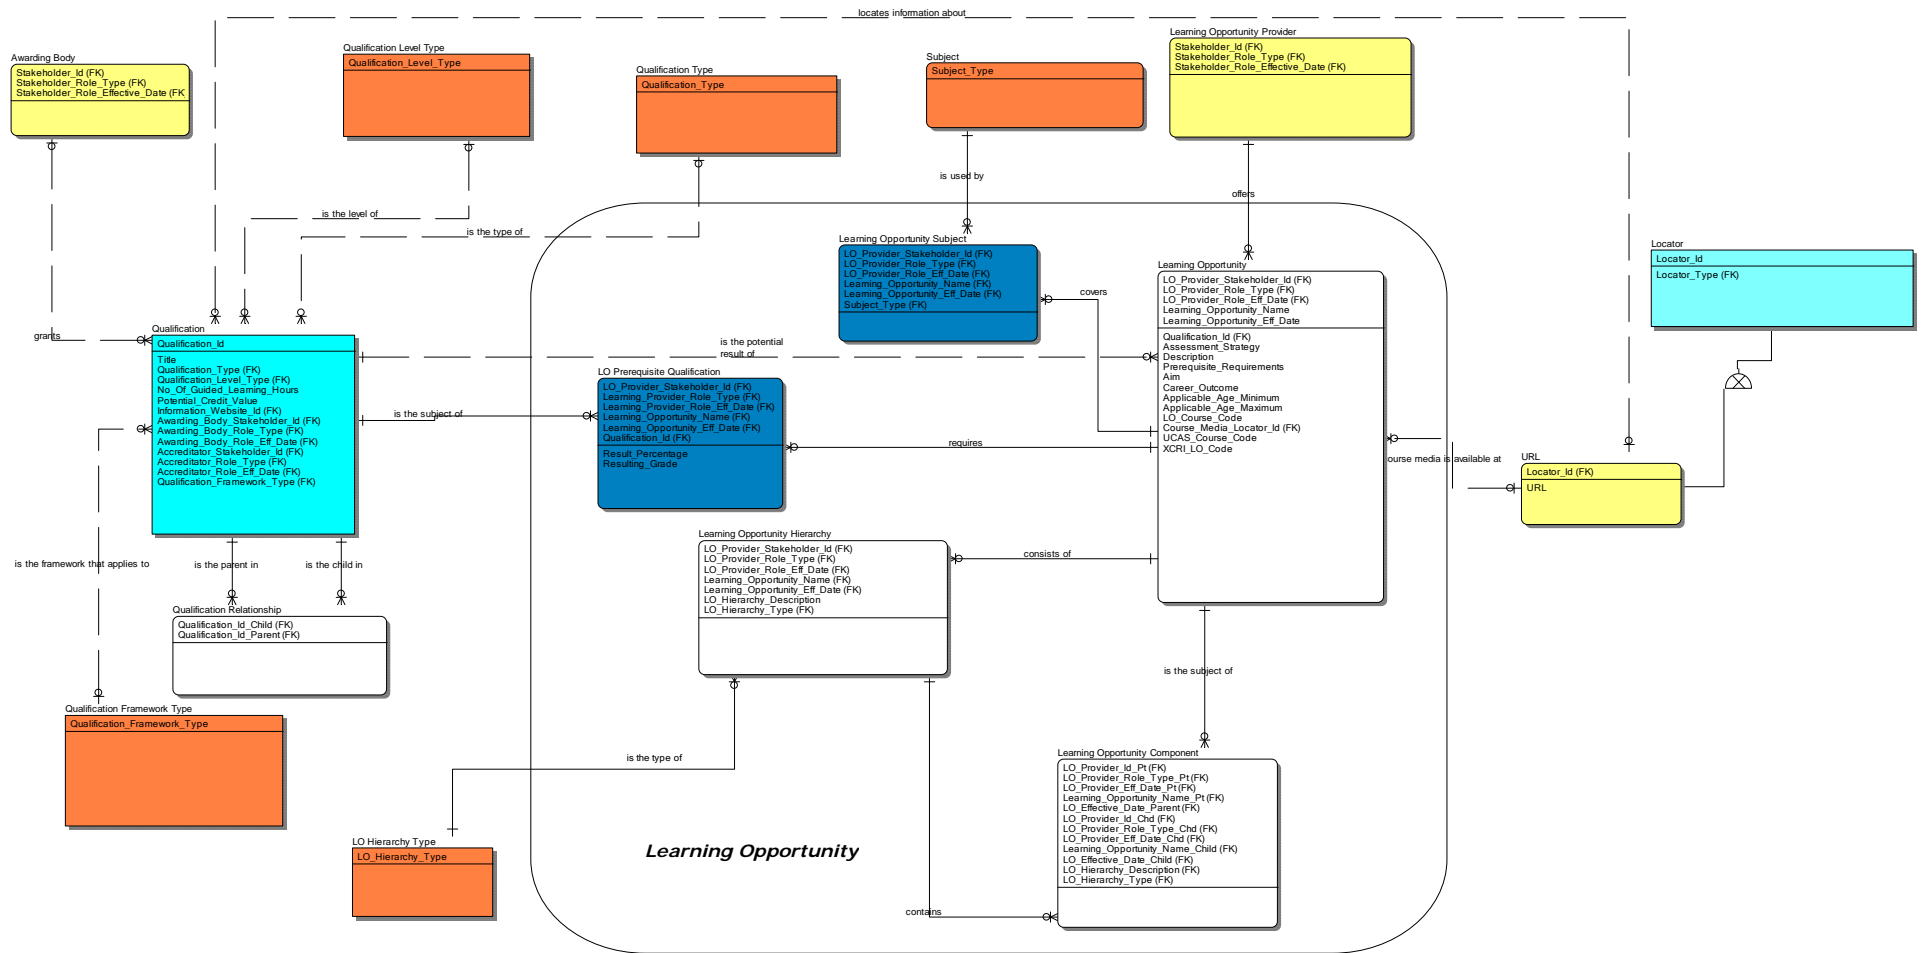 locates information about
Awarding Body
Stakeholder_Id (FK)
Stakeholder_Role_Type (FK)
Stakeholder_Role_Effective_Date (FK
Qualification Level Type
Qualification_Level_Type
Qualification Type
Qualification_Type
Subject
Subject_Type
Learning Opportunity Provider
Stakeholder_Id (FK)
Stakeholder_Role_Type (FK)
Stakeholder_Role_Effective_Date (FK)
is used by
offers
is the level of
is the type of
Learning Opportunity Subject
LO_Provider_Stakeholder_Id (FK)
LO_Provider_Role_Type (FK)
LO_Provider_Role_Eff_Date (FK)
Learning_Opportunity_Name (FK)
Learning_Opportunity_Eff_Date (FK)
Subject_Type (FK)
covers
Learning Opportunity
LO_Provider_Stakeholder_Id (FK)
LO_Provider_Role_Type (FK)
LO_Provider_Role_Eff_Date (FK)
Learning_Opportunity_Name
Learning_Opportunity_Eff_Date
Qualification_Id (FK)
Assessment_Strategy
Description
Prerequisite_Requirements
Aim
Career_Outcome
Applicable_Age_Minimum
Applicable_Age_Maximum
LO_Course_Code
Course_Media_Locator_Id (FK)
UCAS_Course_Code
XCRI_LO_Code
Locator
Locator_Id
Locator_Type (FK)
grants
Qualification
Qualification_Id
Title
Qualification_Type (FK)
Qualification_Level_Type (FK)
No_Of_Guided_Learning_Hours
Potential_Credit_Value
Information_Website_Id (FK)
Awarding_Body_Stakeholder_Id (FK)
Awarding_Body_Role_Type (FK)
Awarding_Body_Role_Eff_Date (FK)
Accreditator_Stakeholder_Id (FK)
Accreditator_Role_Type (FK)
Accreditator_Role_Eff_Date (FK)
Qualification_Framework_Type (FK)
is the potential
result of
LO Prerequisite Qualification
LO_Provider_Stakeholder_Id (FK)
Learning_Provider_Role_Type (FK)
Learning_Provider_Role_Eff_Date (FK)
Learning_Opportunity_Name (FK)
Learning_Opportunity_Eff_Date (FK)
Qualification_Id (FK)
Result_Percentage
Resulting_Grade
is the subject of
requires
ourse media is available at
URL
Locator_Id (FK)
URL
Learning Opportunity Hierarchy
LO_Provider_Stakeholder_Id (FK)
LO_Provider_Role_Type (FK)
LO_Provider_Role_Eff_Date (FK)
Learning_Opportunity_Name (FK)
Learning_Opportunity_Eff_Date (FK)
LO_Hierarchy_Description
LO_Hierarchy_Type (FK)
consists of
is the framework that applies to
is the parent in
is the child in
Qualification Relationship
Qualification_Id_Child (FK)
Qualification_Id_Parent (FK)
is the subject of
Qualification Framework Type
Qualification_Framework_Type
is the type of
Learning Opportunity Component
LO_Provider_Id_Pt (FK)
LO_Provider_Role_Type_Pt (FK)
LO_Provider_Eff_Date_Pt (FK)
Learning_Opportunity_Name_Pt (FK)
LO_Effective_Date_Parent (FK)
LO_Provider_Id_Chd (FK)
LO_Provider_Role_Type_Chd (FK)
LO_Provider_Eff_Date_Chd (FK)
Learning_Opportunity_Name_Child (FK)
LO_Effective_Date_Child (FK)
LO_Hierarchy_Description (FK)
LO_Hierarchy_Type (FK)
LO Hierarchy Type
LO_Hierarchy_Type
Learning Opportunity
contains